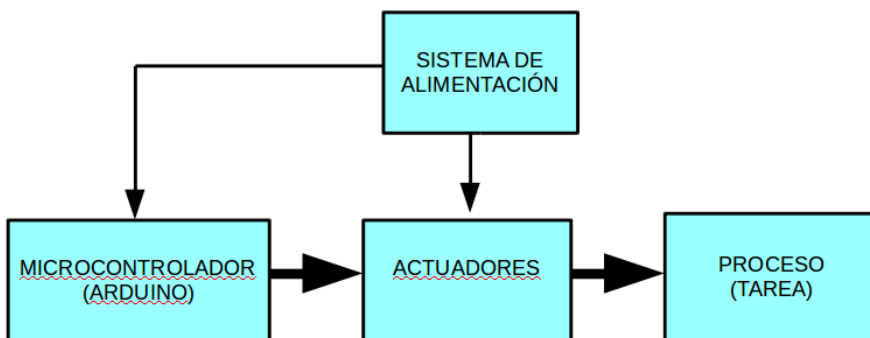 SISTEMA DE
ALIMENTACIÓN
MICROCONTROLADOR
(ARDUINO)
ACTUADORES
PROCESO
(TAREA)